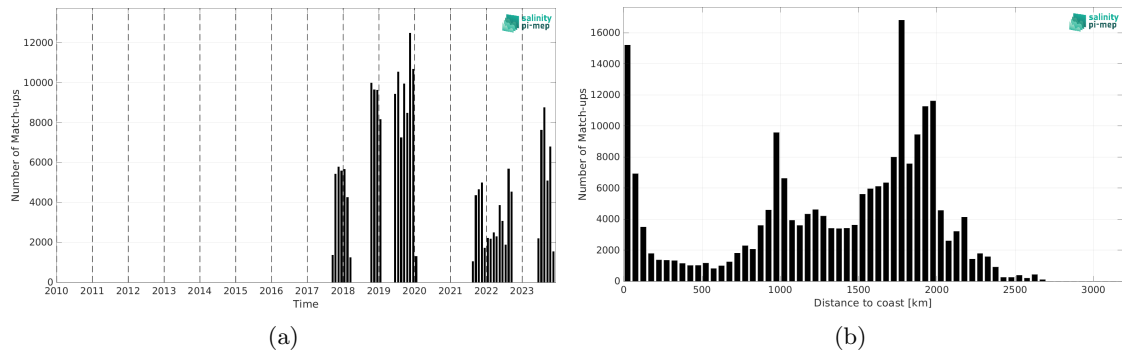 salinity
pi-mep
12000
10000
8000
6000
4000
2000
0
Number of Match-ups
2010 2011 2012 2013 2014 2015 2016 2017 2018 2019 2020 2021 2022 2023
Time
(a)
salinity
pi-mep
16000
14000
12000
10000
8000
6000
4000
2000
0
Number of Match-ups
0 500 1000 1500 2000 2500 3000
Distance to coast [km]
(b)